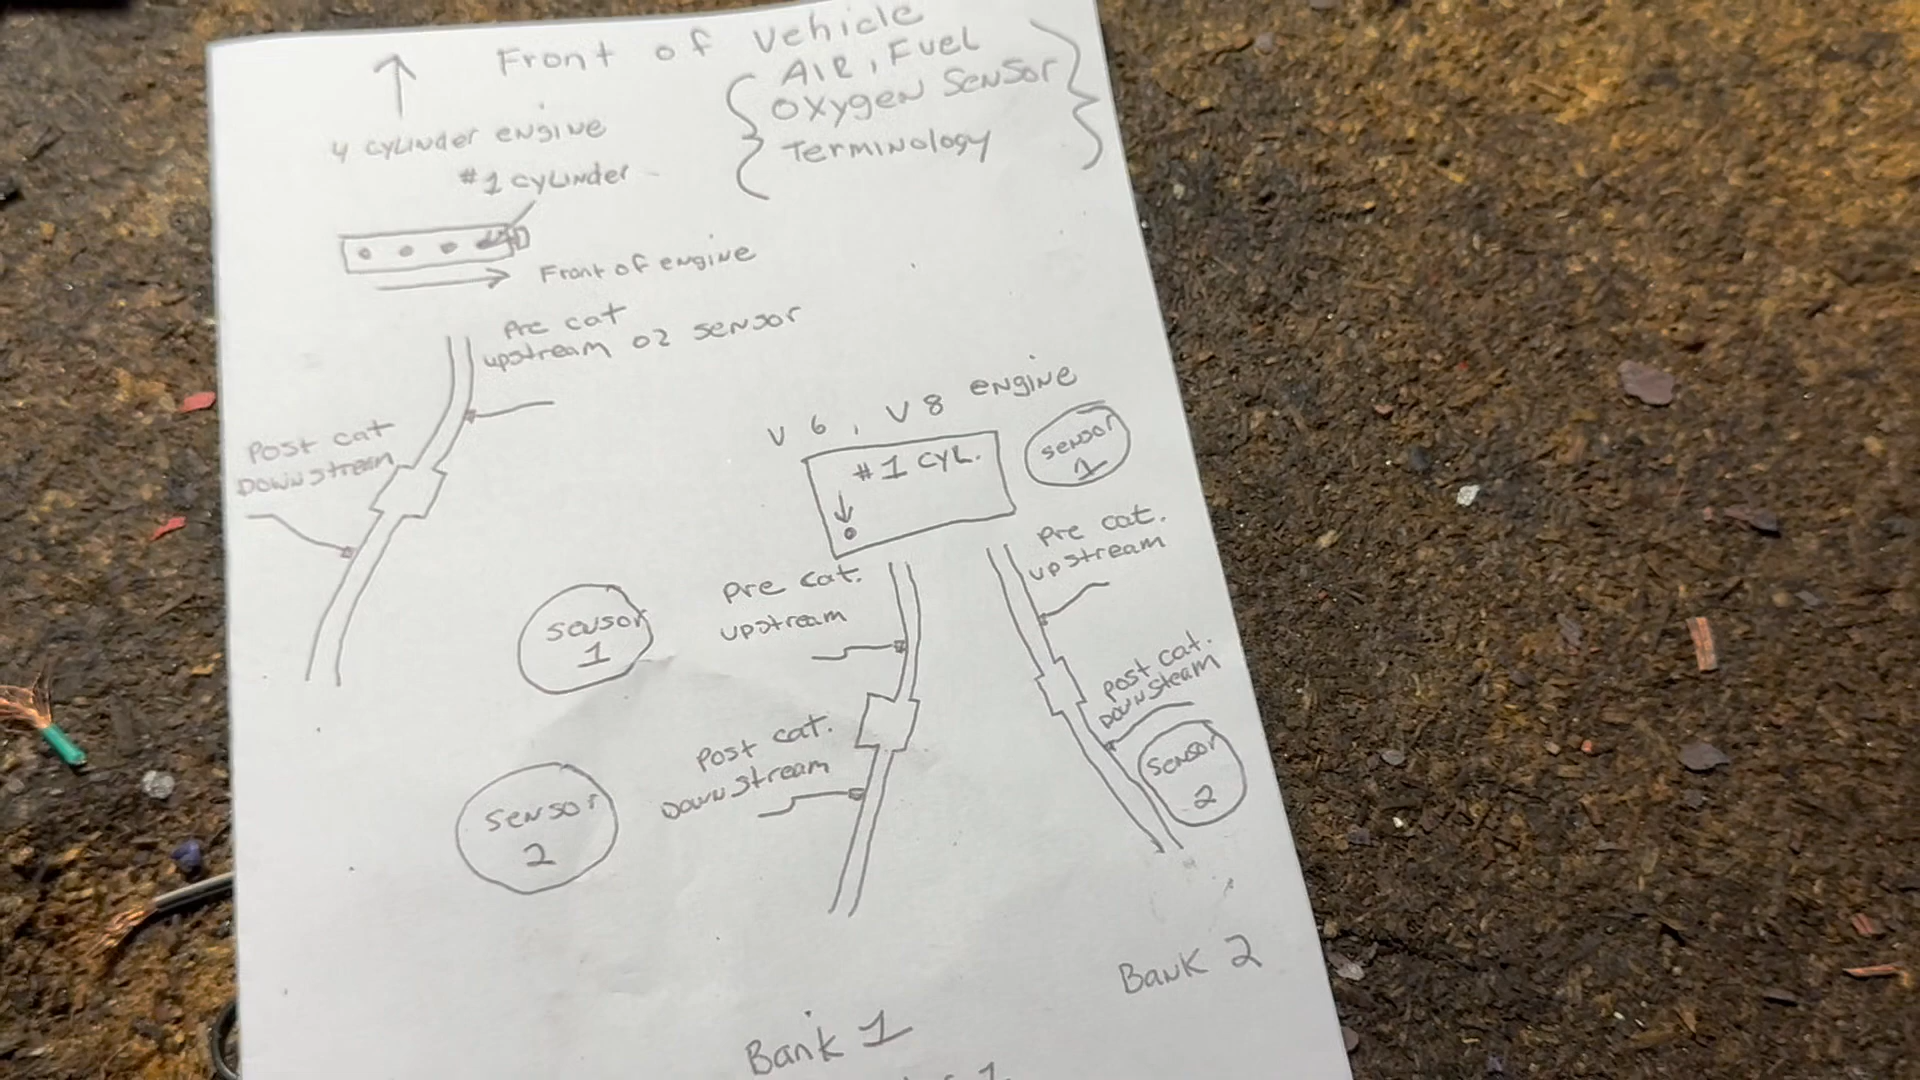 Front of Vehicle
AIR, FUEL
OXYGEN SENSOR
TERMINOLOGY
4 CYLINDER ENGINE
#1 CYLINDER
Front of engine
Pre cat
upstream O2 sensor
Post cat
DOWNSTREAM
V6, V8 ENGINE
#1 CYL.
SENSOR
1
Pre cat.
upstream
Pre cat.
upstream
SENSOR
1
Post cat.
DOWNSteam
Post cat.
DOWNSTREAM
SENSOR
2
SENSOR
2
BANK 2
Bank 1